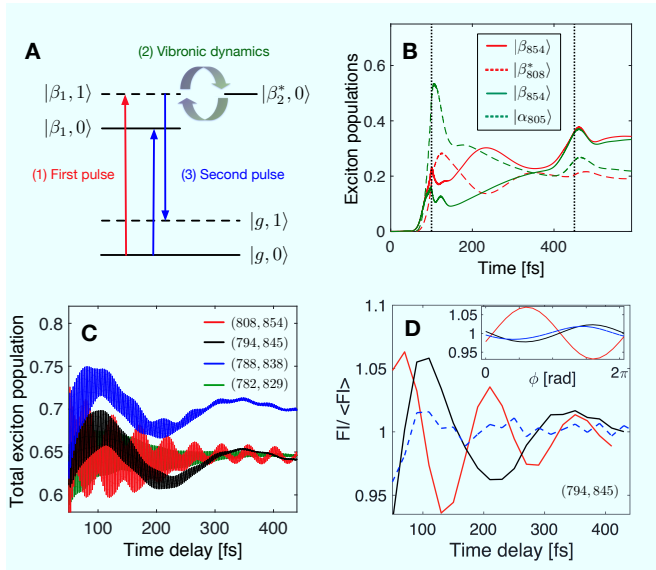 A
(2) Vibronic dynamics
|β₁, 1⟩
|β₂*, 0⟩
|β₁, 0⟩
(1) First pulse
(3) Second pulse
|g, 1⟩
|g, 0⟩
B
Exciton populations
0.6
0.4
0.2
0
0
200
400
Time [fs]
|β₈₅₄⟩
|β*₈₀₈⟩
|β₈₅₄⟩
|α₈₀₅⟩
C
Total exciton population
0.8
0.75
0.7
0.65
0.6
100
200
300
400
Time delay [fs]
(808, 854)
(794, 845)
(788, 838)
(782, 829)
D
FI/ <FI>
1.1
1.05
1
0.95
100
200
300
400
Time delay [fs]
(794, 845)
1.05
1
0.95
0
ϕ [rad]
2π